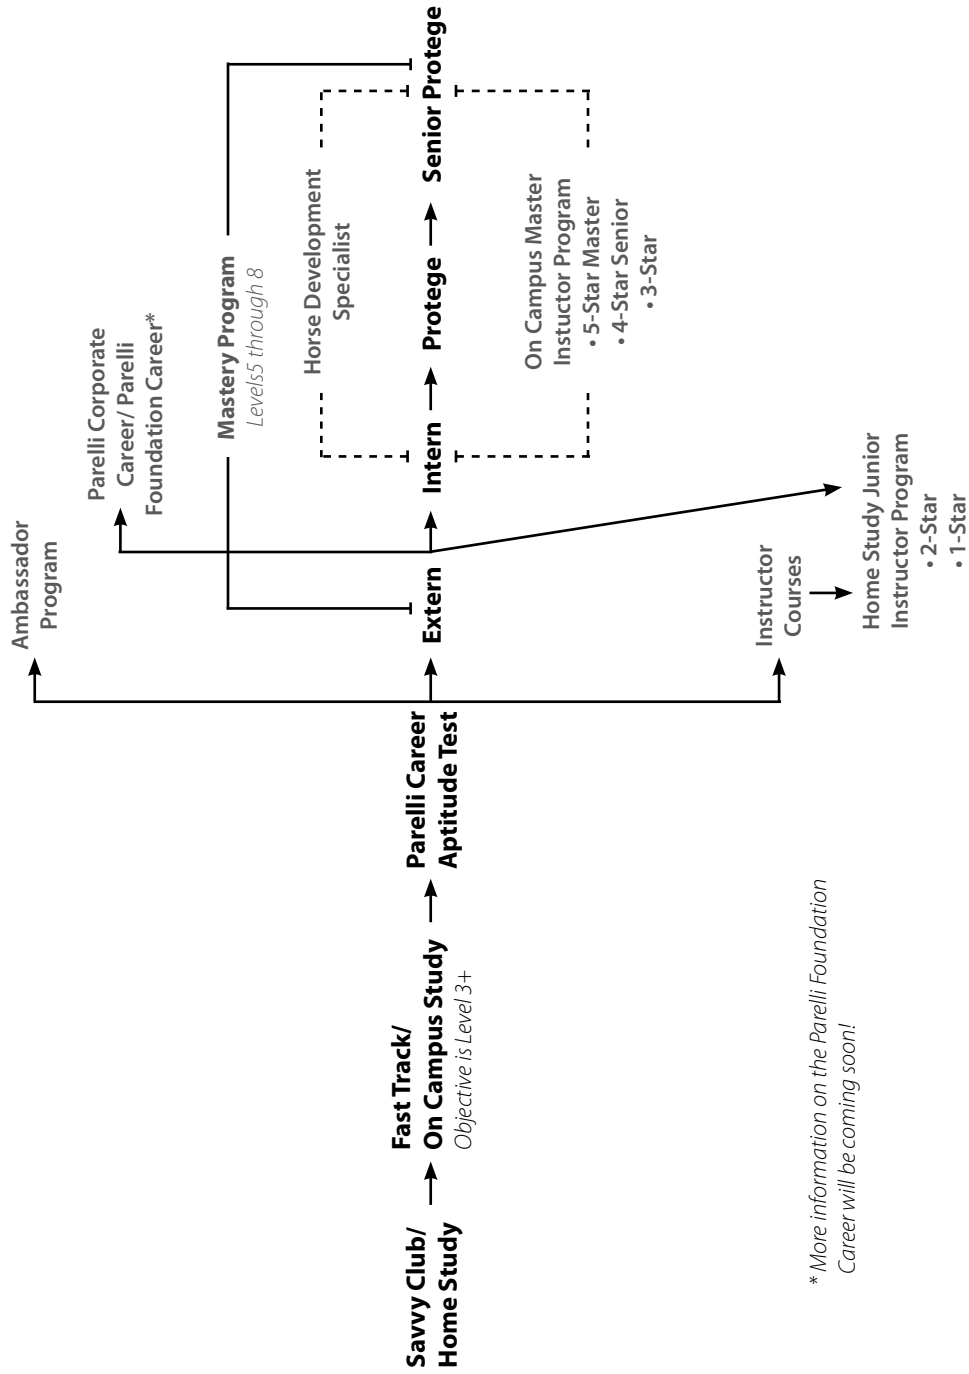 Savvy Club/
Home Study
Fast Track/
On Campus Study
Objective is Level 3+
Parelli Career
Aptitude Test
Ambassador
Program
Extern
Instructor
Courses
Parelli Corporate
Career/ Parelli
Foundation Career*
Mastery Program
Levels5 through 8
Horse Development
Specialist
Intern
Protege
Senior Protege
On Campus Master
Instuctor Program
• 5-Star Master
• 4-Star Senior
• 3-Star
Home Study Junior
Instructor Program
• 2-Star
• 1-Star
* More information on the Parelli Foundation
Career will be coming soon!